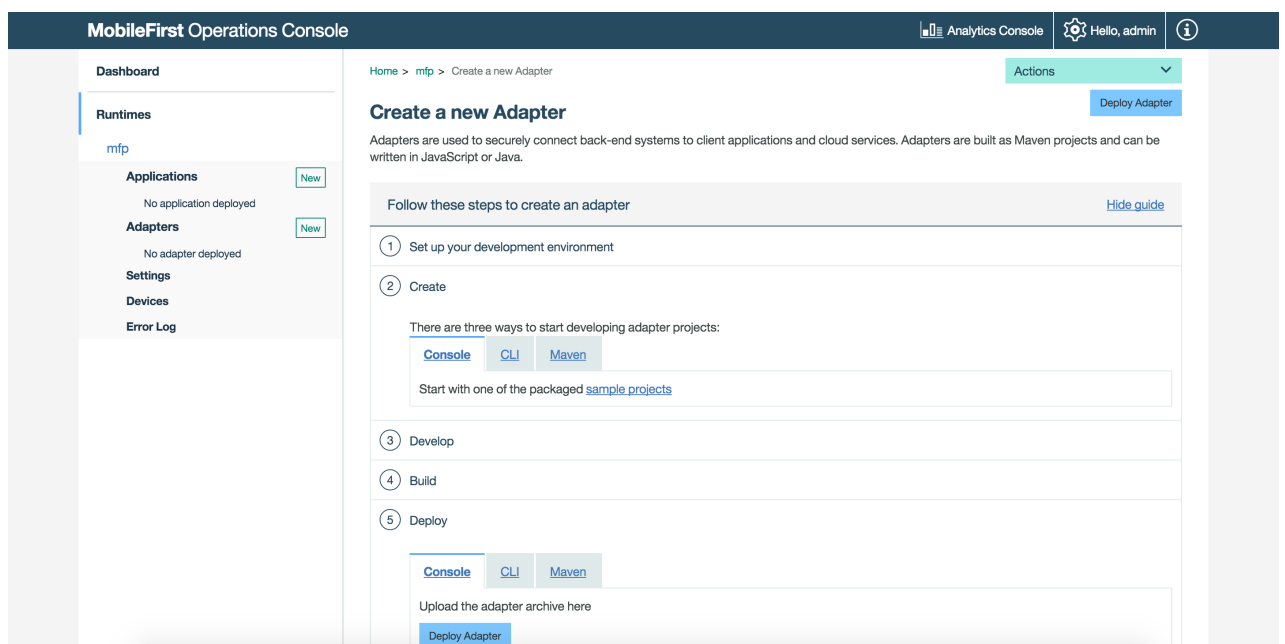 MobileFirst Operations Console
Analytics Console
Hello, admin
Dashboard
Runtimes
mfp
Applications
New
No application deployed
Adapters
New
No adapter deployed
Settings
Devices
Error Log
Home > mfp > Create a new Adapter
Actions
Create a new Adapter
Deploy Adapter
Adapters are used to securely connect back-end systems to client applications and cloud services. Adapters are built as Maven projects and can be
written in JavaScript or Java.
Follow these steps to create an adapter
Hide guide
1 Set up your development environment
2 Create
There are three ways to start developing adapter projects:
Console CLI Maven
Start with one of the packaged sample projects
3 Develop
4 Build
5 Deploy
Console CLI Maven
Upload the adapter archive here
Deploy Adapter